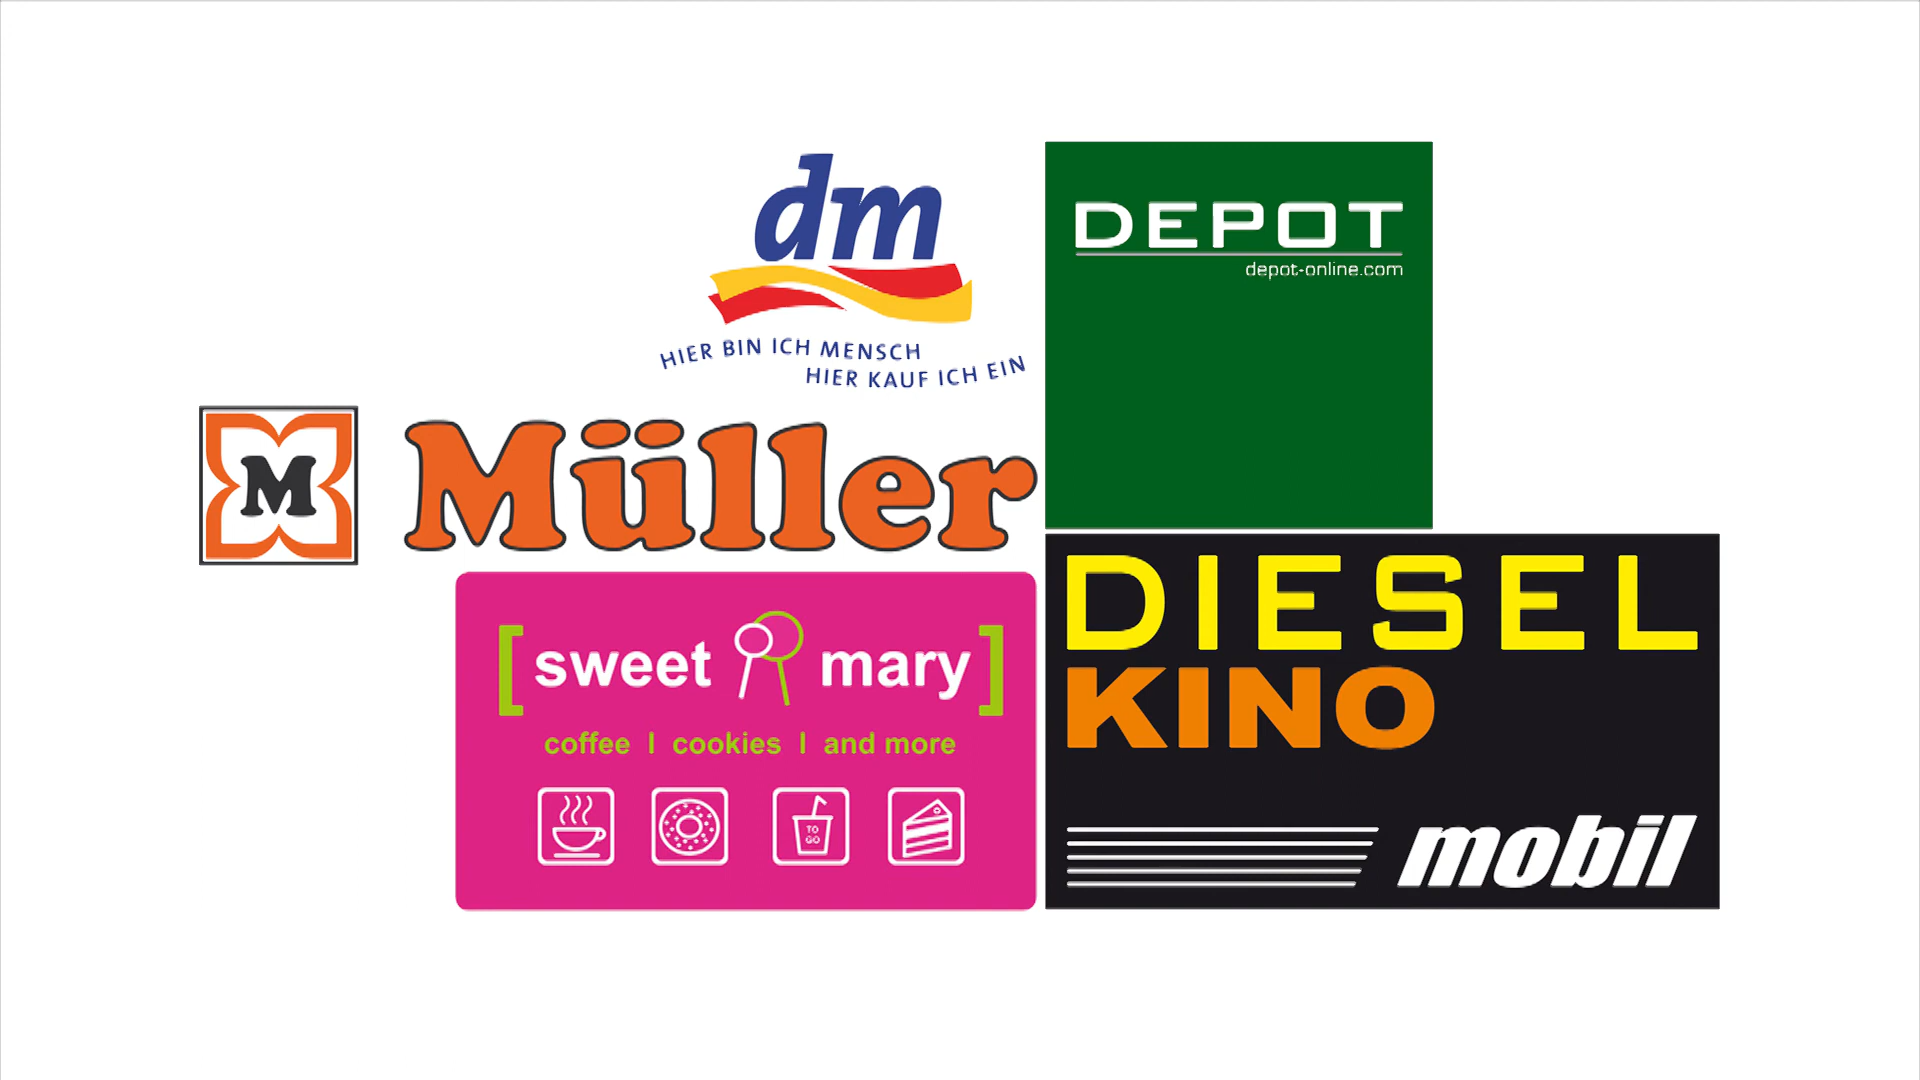 dm
HIER BIN ICH MENSCH
HIER KAUF ICH EIN
DEPOT
depot-online.com
M
Müller
[sweet mary]
coffee | cookies | and more
TO
GO
DIESEL
KINO
mobil